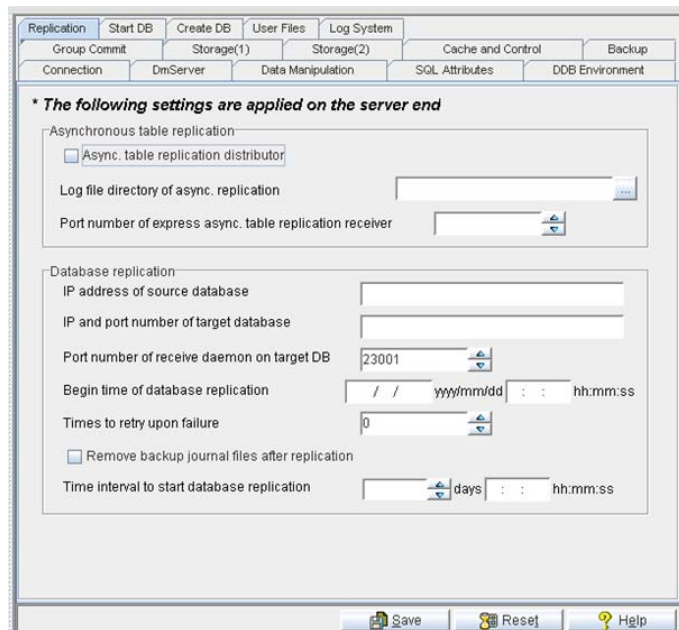 Replication Start DB Create DB User Files Log System
Group Commit Storage(1) Storage(2) Cache and Control Backup
Connection DmServer Data Manipulation SQL Attributes DDB Environment
* The following settings are applied on the server end
Asynchronous table replication
Async. table replication distributor
Log file directory of async. replication ...
Port number of express async. table replication receiver
Database replication
IP address of source database
IP and port number of target database
Port number of receive daemon on target DB 23001
Begin time of database replication / / yyyy/mm/dd : : hh:mm:ss
Times to retry upon failure 0
Remove backup journal files after replication
Time interval to start database replication days : : hh:mm:ss
Save Reset Help